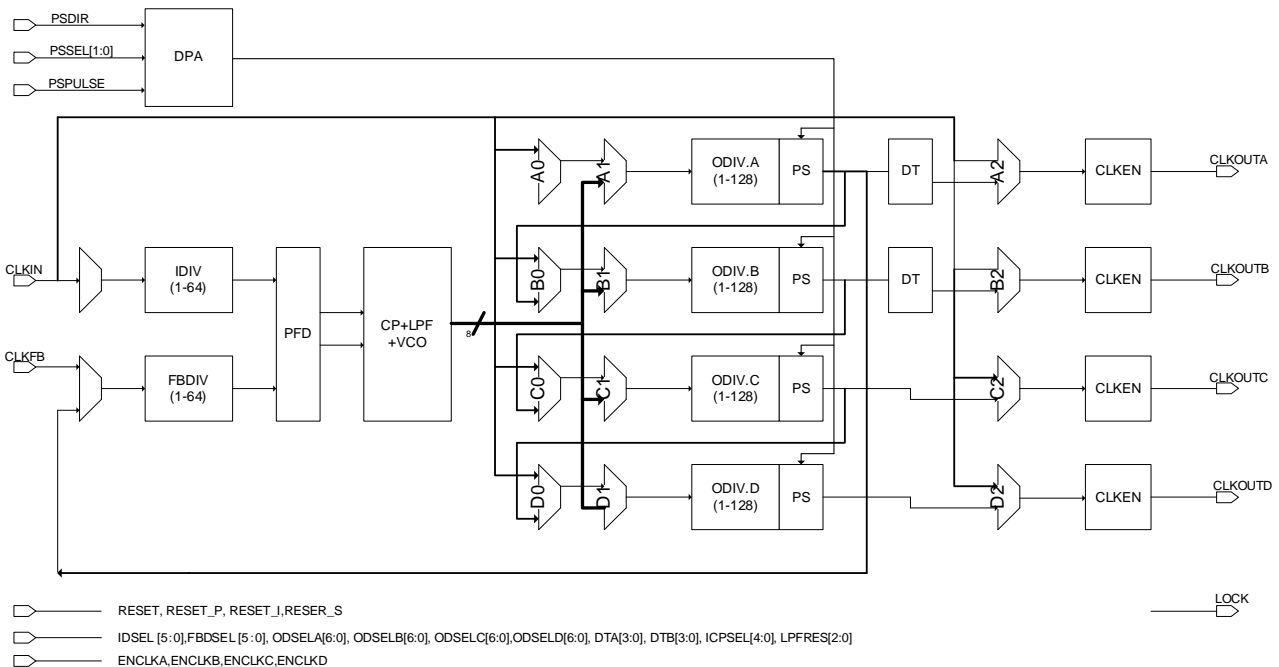 PSDIR
PSSEL[1:0]
PSPULSE
DPA
A0
A1
ODIV.A
(1-128)
PS
DT
A2
CLKEN
CLKOUTA
CLKIN
IDIV
(1-64)
B0
B1
ODIV.B
(1-128)
PS
DT
B2
CLKEN
CLKOUTB
PFD
CP+LPF
+VCO
8
CLKFB
FBDIV
(1-64)
C0
C1
ODIV.C
(1-128)
PS
C2
CLKEN
CLKOUTC
D0
D1
ODIV.D
(1-128)
PS
D2
CLKEN
CLKOUTD
RESET, RESET_P, RESET_I,RESER_S
LOCK
IDSEL [5:0],FBDSEL [5:0], ODSELA[6:0], ODSELB[6:0], ODSELC[6:0],ODSELD[6:0], DTA[3:0], DTB[3:0], ICPSEL[4:0], LPFRES[2:0]
ENCLKA,ENCLKB,ENCLKC,ENCLKD